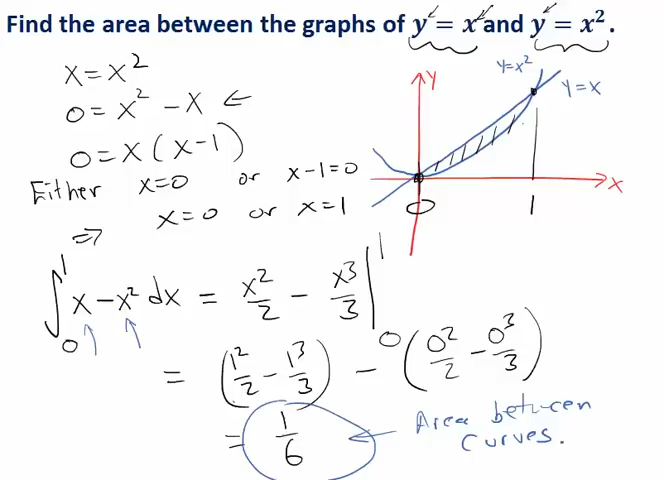 Find the area between the graphs of y = x and y = x².
x = x²
0 = x² - x
0 = x(x-1)
Either x=0 or x-1=0
x=0 or x=1
⇒
y=x²
y=x
Y
X
0
1
∫₀¹ x - x² dx = x²/2 - x³/3 |₀¹
= (1²/2 - 1³/3) - (0²/2 - 0³/3)
= 1/6
Area between
curves.